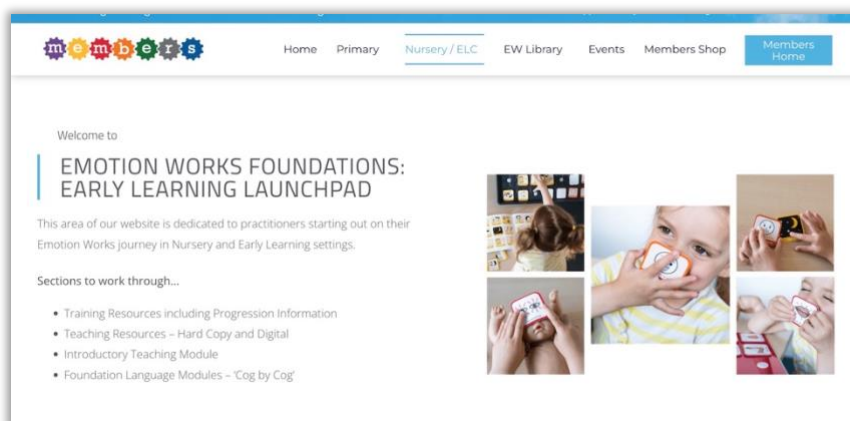 members
Home Primary Nursery / ELC EW Library Events Members Shop Members
Home
Welcome to
EMOTION WORKS FOUNDATIONS:
EARLY LEARNING LAUNCHPAD
This area of our website is dedicated to practitioners starting out on their
Emotion Works journey in Nursery and Early Learning settings.
Sections to work through...
• Training Resources including Progression Information
• Teaching Resources – Hard Copy and Digital
• Introductory Teaching Module
• Foundation Language Modules – ‘Cog by Cog’